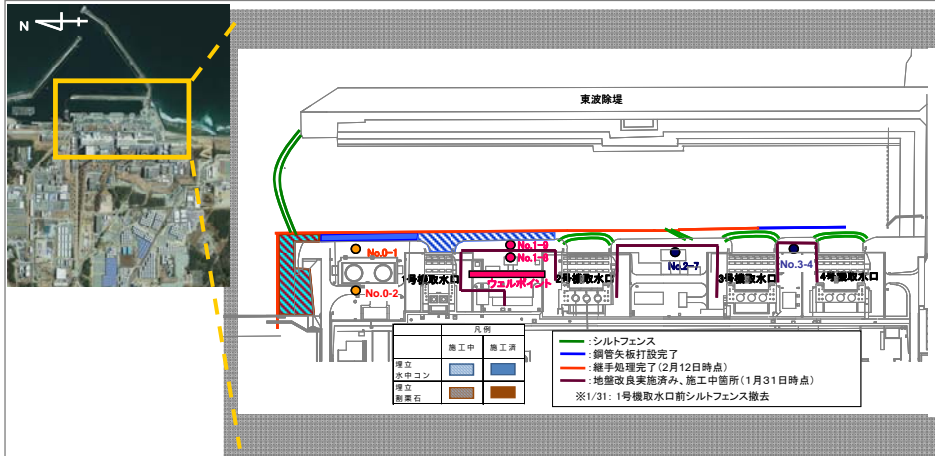 N
東波除堤
No.0-1
No.0-2
1号機取水口
No.1-9
No.1-8
ウェルポイント
2号機取水口
No.2-7
3号機取水口
No.3-4
4号機取水口
凡例
施工中
施工済
埋立
水中コン
埋立
割栗石
:シルトフェンス
:鋼管矢板打設完了
:継手処理完了(2月12日時点)
:地盤改良実施済み、施工中箇所(1月31日時点)
※1/31: 1号機取水口前シルトフェンス撤去